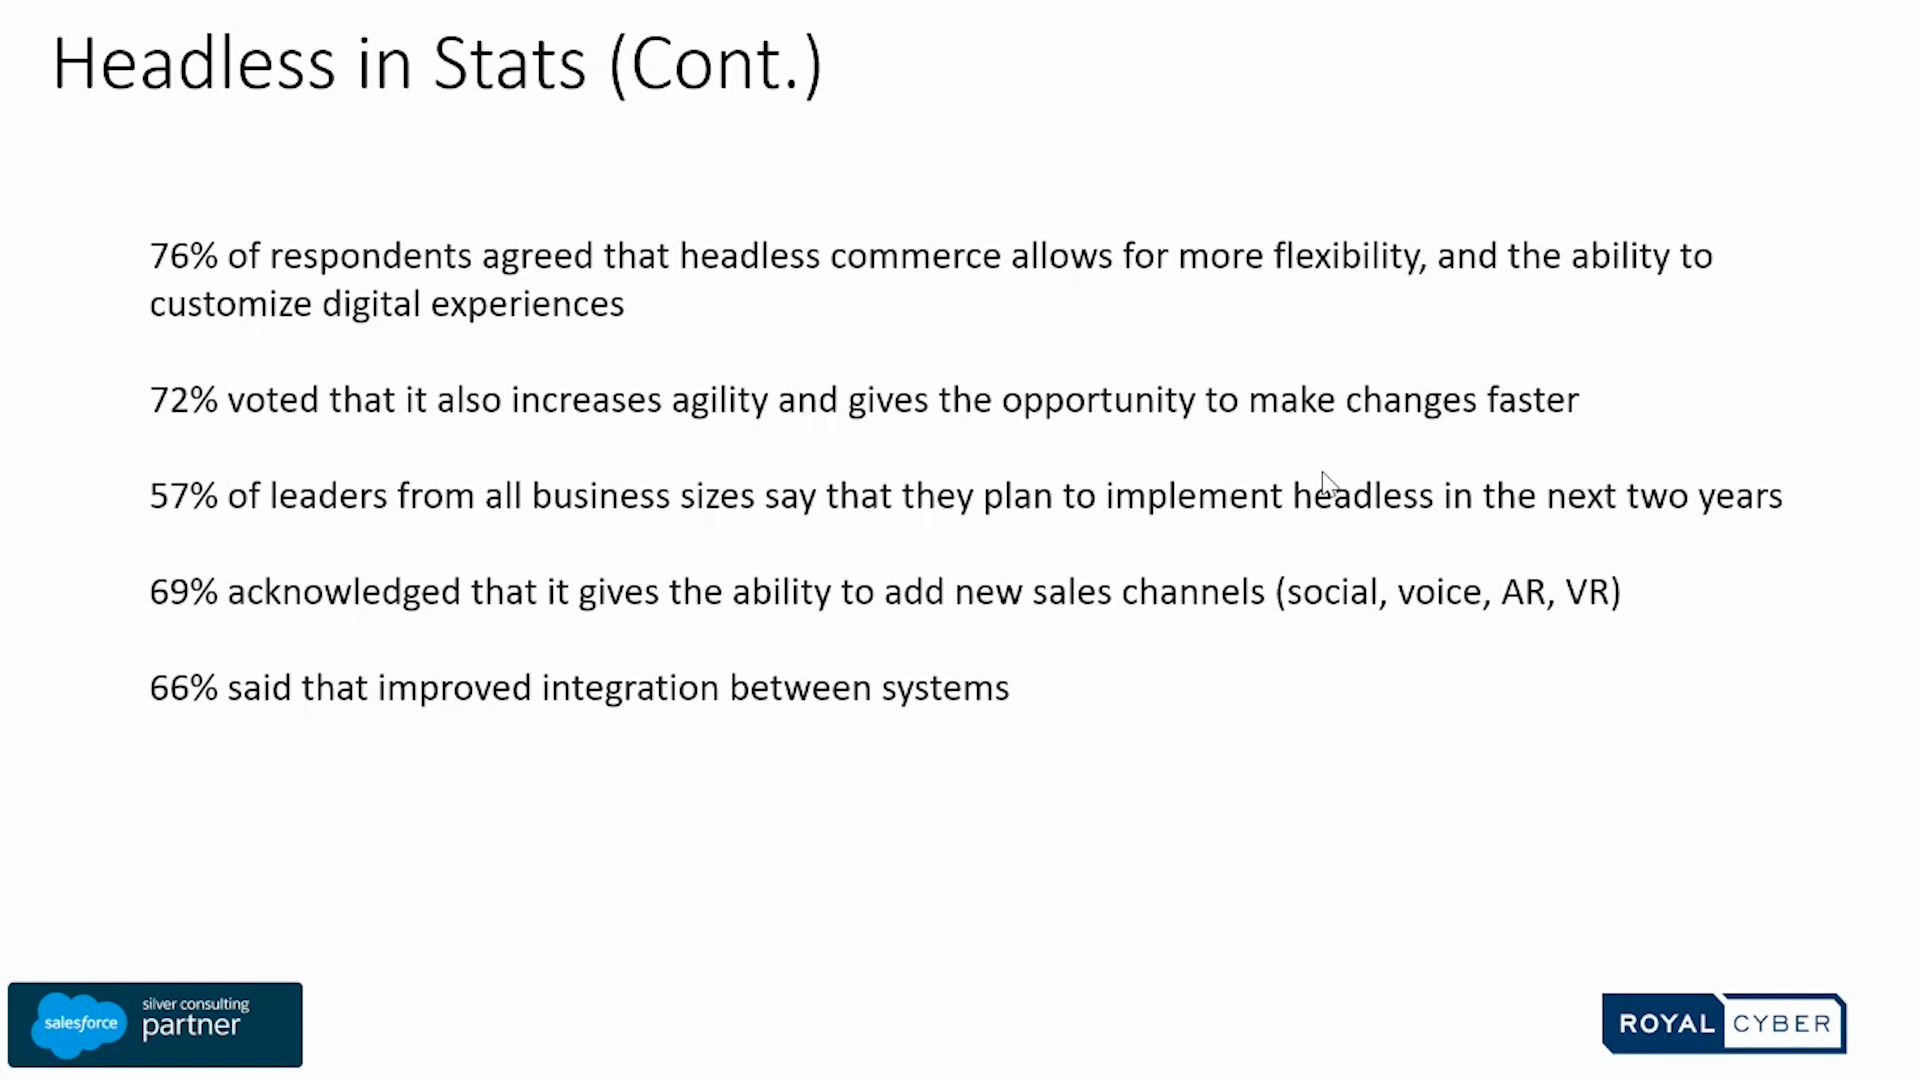 Headless in Stats (Cont.)
76% of respondents agreed that headless commerce allows for more flexibility, and the ability to
customize digital experiences
72% voted that it also increases agility and gives the opportunity to make changes faster
57% of leaders from all business sizes say that they plan to implement headless in the next two years
69% acknowledged that it gives the ability to add new sales channels (social, voice, AR, VR)
66% said that improved integration between systems
salesforce
silver consulting
partner
ROYAL CYBER